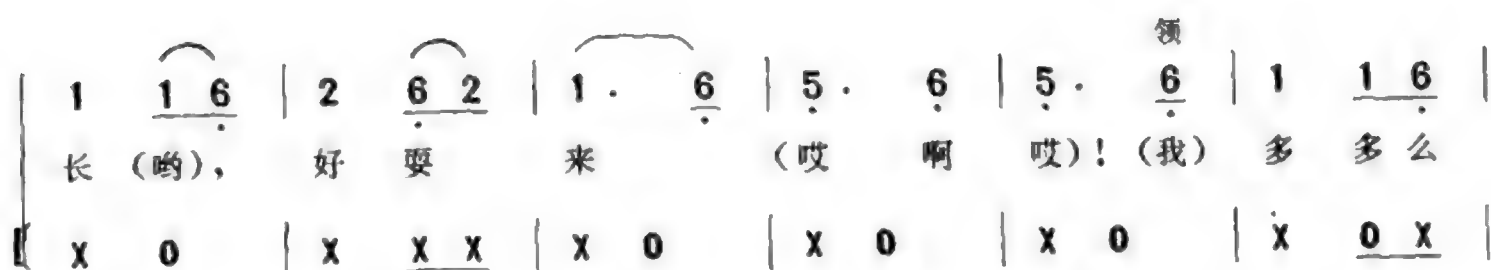 领
1 1 6 | 2 6 2 | 1 . 6 | 5 . 6 | 5 . 6 | 1 1 6 |
长 (哟), 好 耍 来 (哎 啊 哎)! (我) 多 多 么
X 0 | X X X | X 0 | X 0 | X 0 | X 0 X |